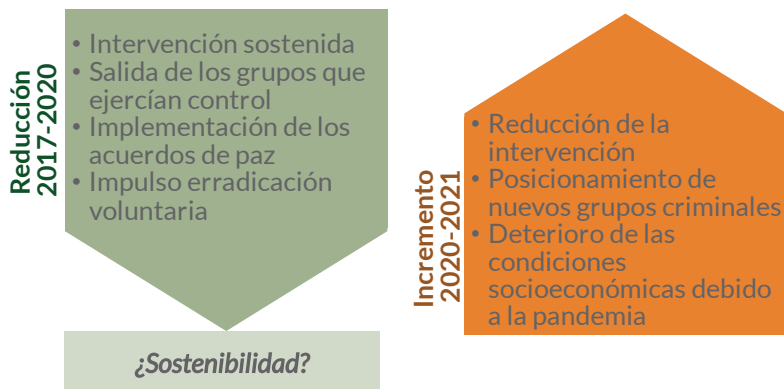 Reducción
2017-2020
• Intervención sostenida
• Salida de los grupos que
ejercían control
• Implementación de los
acuerdos de paz
• Impulso erradicación
voluntaria
¿Sostenibilidad?
Incremento
2020-2021
• Reducción de la
intervención
• Posicionamiento de
nuevos grupos criminales
• Deterioro de las
condiciones
socioeconómicas debido
a la pandemia